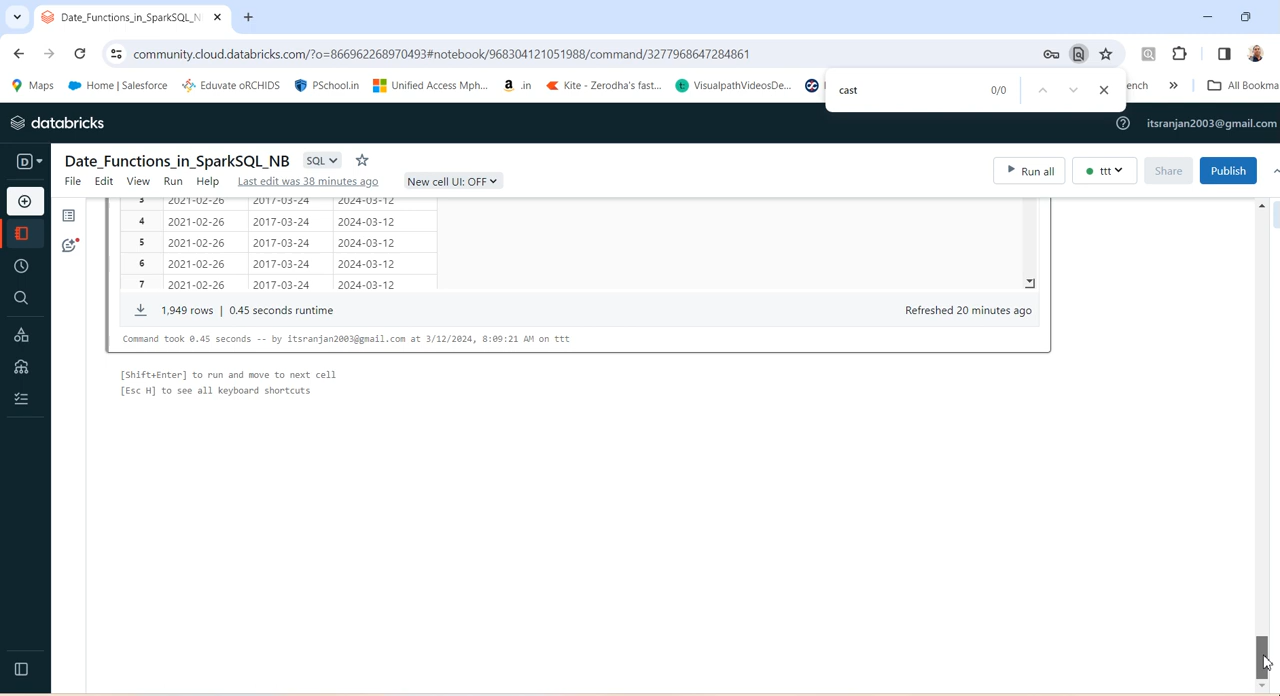 Date_Functions_in_SparkSQL_N
community.cloud.databricks.com/?o=866962268970493#notebook/968304121051988/command/3277968647284861
Maps Home | Salesforce Eduvate oRCHIDS PSchool.in Unified Access Mph... .in Kite - Zerodha's fast... VisualpathVideosDe... ench » All Bookma
cast 0/0
databricks itsranjan2003@gmail.com
Date_Functions_in_SparkSQL_NB SQL
Run all ttt Share Publish
File Edit View Run Help Last edit was 38 minutes ago New cell UI: OFF
3 2021-02-26 2017-03-24 2024-03-12
4 2021-02-26 2017-03-24 2024-03-12
5 2021-02-26 2017-03-24 2024-03-12
6 2021-02-26 2017-03-24 2024-03-12
7 2021-02-26 2017-03-24 2024-03-12
1,949 rows | 0.45 seconds runtime Refreshed 20 minutes ago
Command took 0.45 seconds -- by itsranjan2003@gmail.com at 3/12/2024, 8:09:21 AM on ttt
[Shift+Enter] to run and move to next cell
[Esc H] to see all keyboard shortcuts